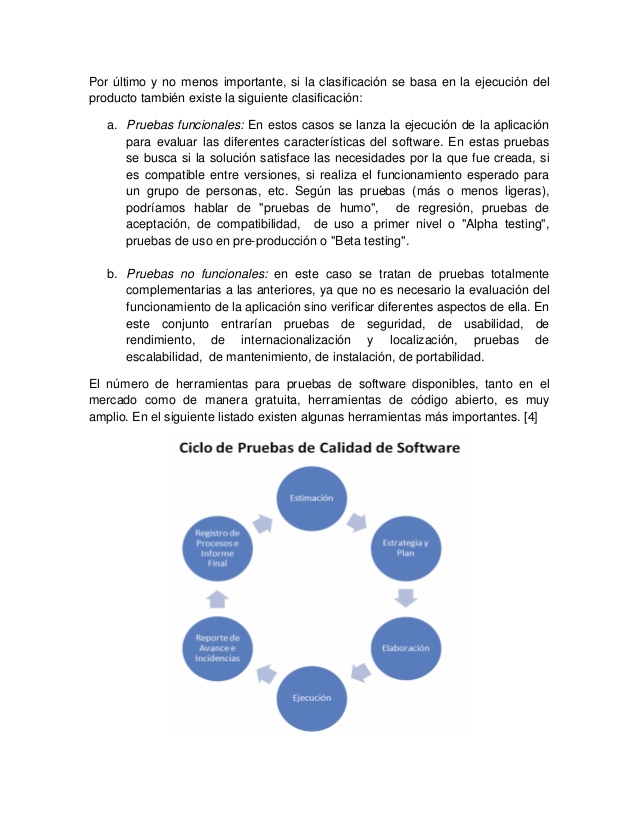 Por último y no menos importante, si la clasificación se basa en la ejecución del
producto también existe la siguiente clasificación:
a. Pruebas funcionales: En estos casos se lanza la ejecución de la aplicación
para evaluar las diferentes características del software. En estas pruebas
se busca si la solución satisface las necesidades por la que fue creada, si
es compatible entre versiones, si realiza el funcionamiento esperado para
un grupo de personas, etc. Según las pruebas (más o menos ligeras),
podríamos hablar de "pruebas de humo", de regresión, pruebas de
aceptación, de compatibilidad, de uso a primer nivel o "Alpha testing",
pruebas de uso en pre-producción o "Beta testing".
b. Pruebas no funcionales: en este caso se tratan de pruebas totalmente
complementarias a las anteriores, ya que no es necesario la evaluación del
funcionamiento de la aplicación sino verificar diferentes aspectos de ella. En
este conjunto entrarían pruebas de seguridad, de usabilidad, de
rendimiento, de internacionalización y localización, pruebas de
escalabilidad, de mantenimiento, de instalación, de portabilidad.
El número de herramientas para pruebas de software disponibles, tanto en el
mercado como de manera gratuita, herramientas de código abierto, es muy
amplio. En el siguiente listado existen algunas herramientas más importantes. [4]
Ciclo de Pruebas de Calidad de Software
Estimación
Estrategia y
Plan
Elaboración
Ejecución
Reporte de
Avance e
Incidencias
Registro de
Procesos e
Informe
Final